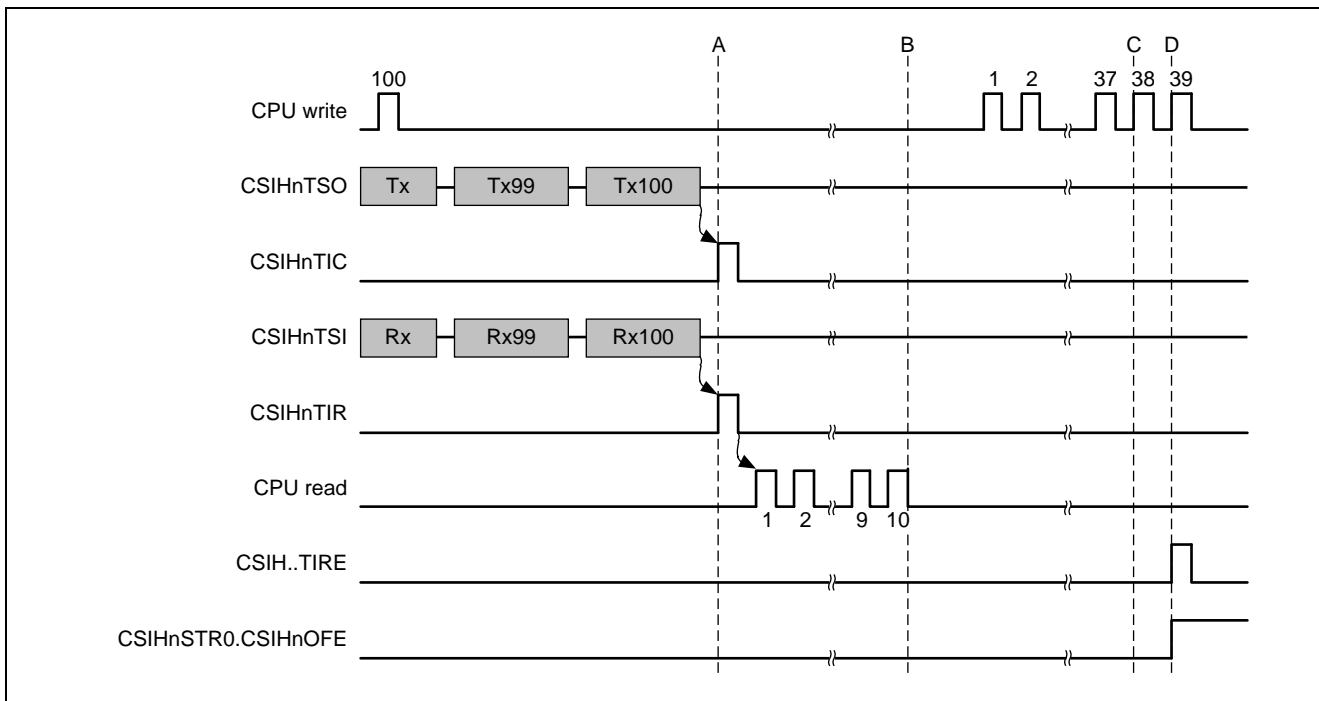 A B C D
100 1 2 37 38 39
CPU write
CSIHnTSO Tx Tx99 Tx100
CSIHnTIC
CSIHnTSI Rx Rx99 Rx100
CSIHnTIR
CPU read
1 2 9 10
CSIH..TIRE
CSIHnSTR0.CSIHnOFE